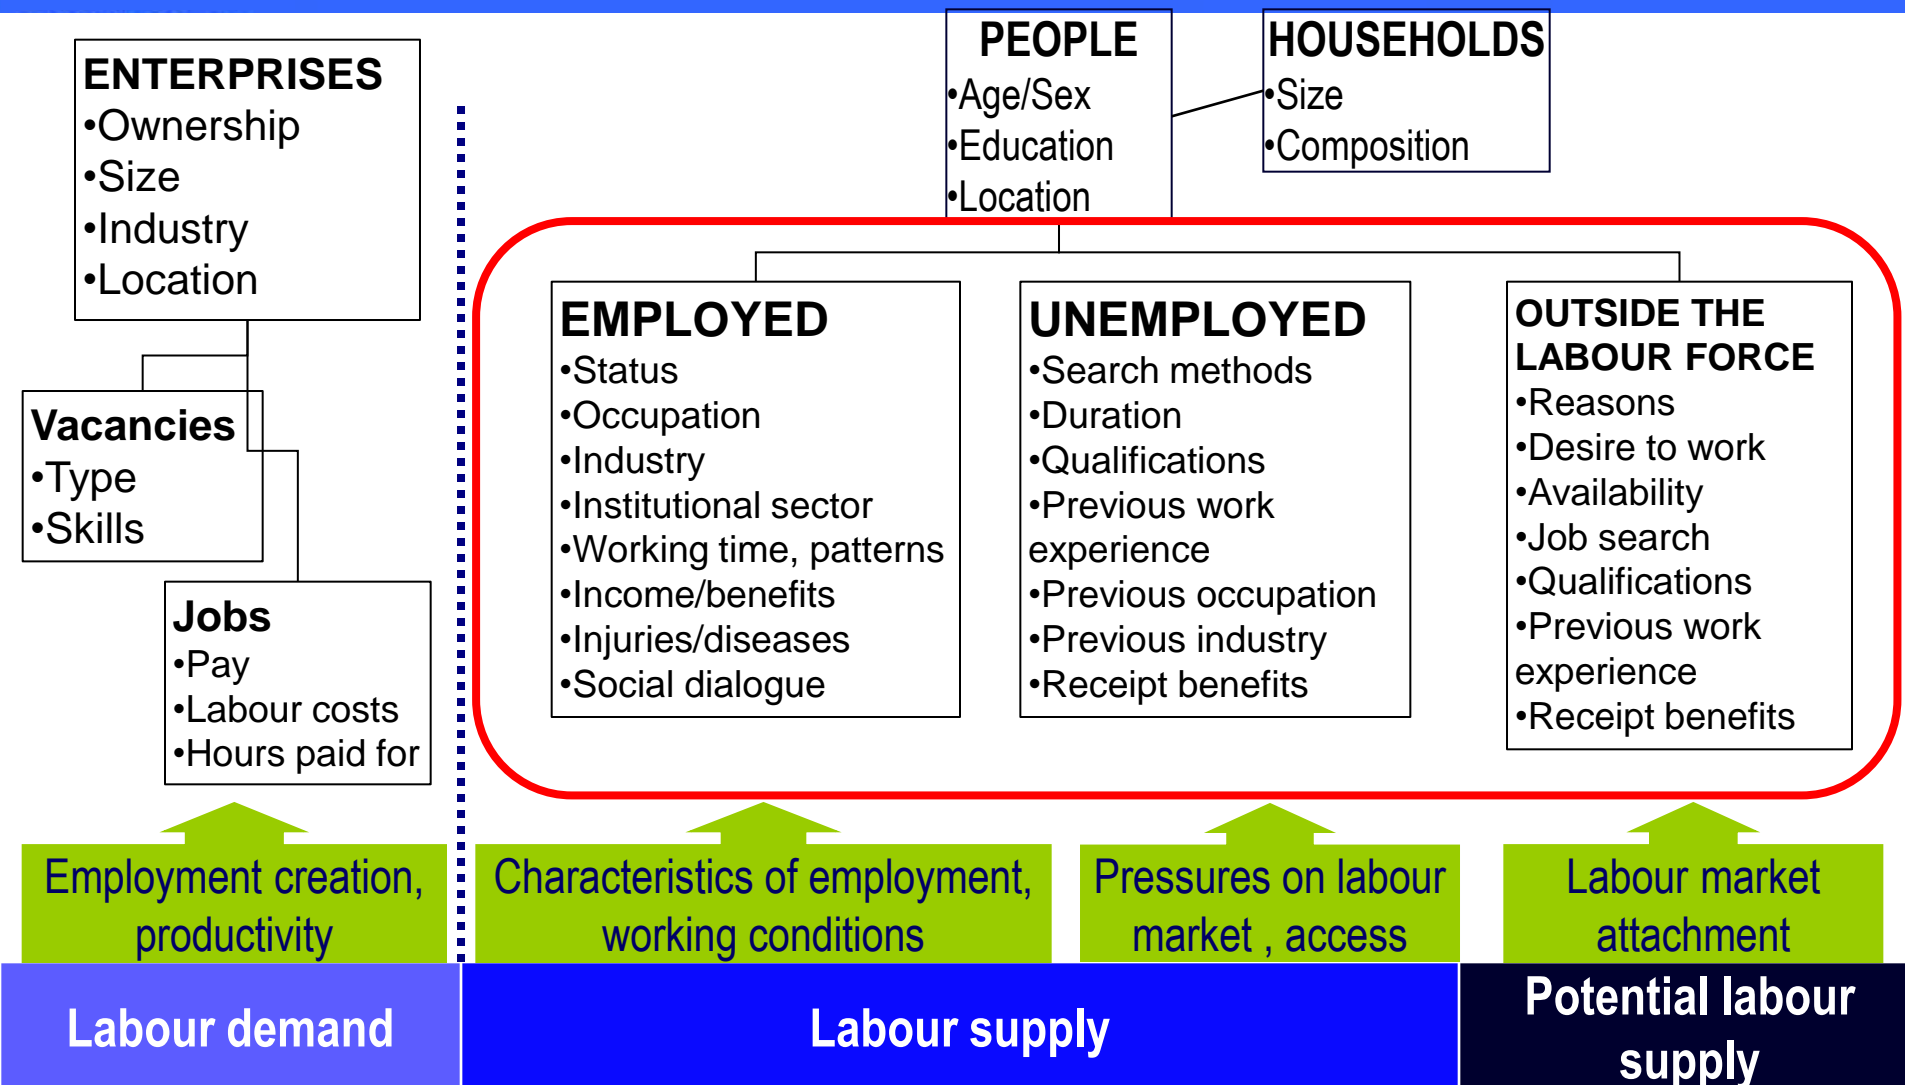 ENTERPRISES
•Ownership
•Size
•Industry
•Location
Vacancies
•Type
•Skills
Jobs
•Pay
•Labour costs
•Hours paid for
PEOPLE
•Age/Sex
•Education
•Location
HOUSEHOLDS
•Size
•Composition
EMPLOYED
•Status
•Occupation
•Industry
•Institutional sector
•Working time, patterns
•Income/benefits
•Injuries/diseases
•Social dialogue
UNEMPLOYED
•Search methods
•Duration
•Qualifications
•Previous work
experience
•Previous occupation
•Previous industry
•Receipt benefits
OUTSIDE THE
LABOUR FORCE
•Reasons
•Desire to work
•Availability
•Job search
•Qualifications
•Previous work
experience
•Receipt benefits
Employment creation,
productivity
Characteristics of employment,
working conditions
Pressures on labour
market , access
Labour market
attachment
Labour demand
Labour supply
Potential labour
supply